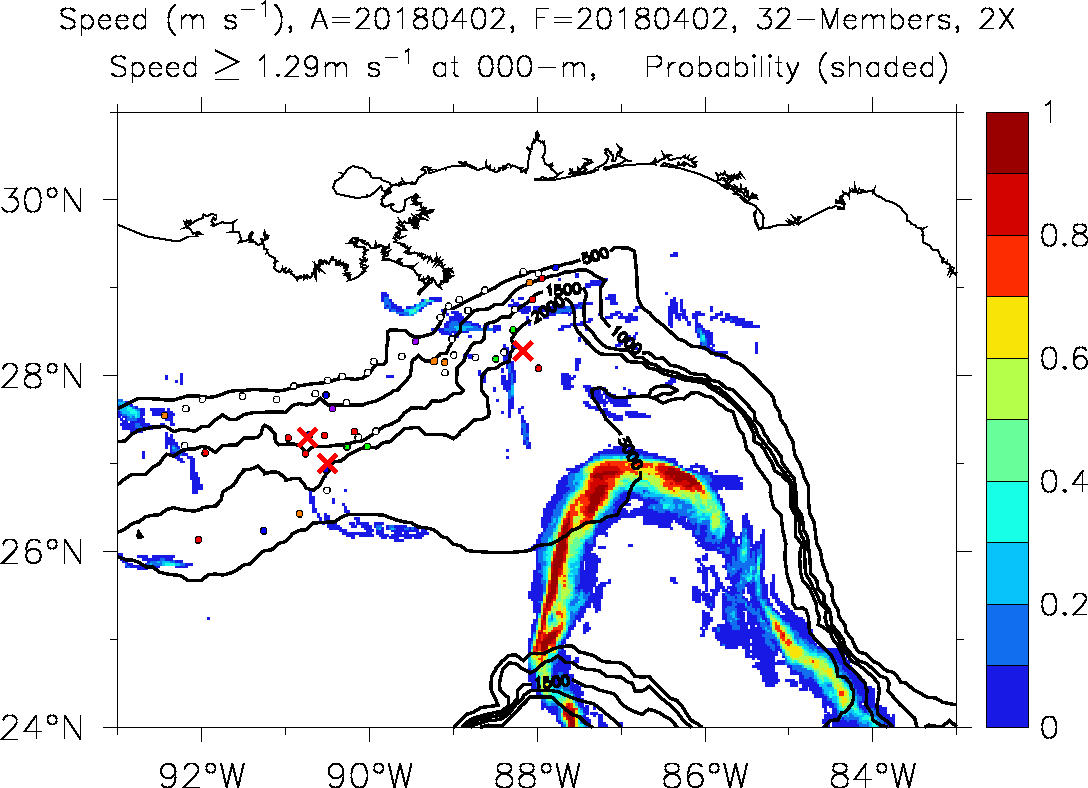 Speed (m s⁻¹), A=20180402, F=20180402, 32-Members, 2X
Speed ≥ 1.29m s⁻¹ at 000-m, Probability (shaded)
1
30°N
0.8
500
1500
2000
1000
28°N
0.6
3000
0.4
26°N
0.2
1500
24°N
0
92°W 90°W 88°W 86°W 84°W